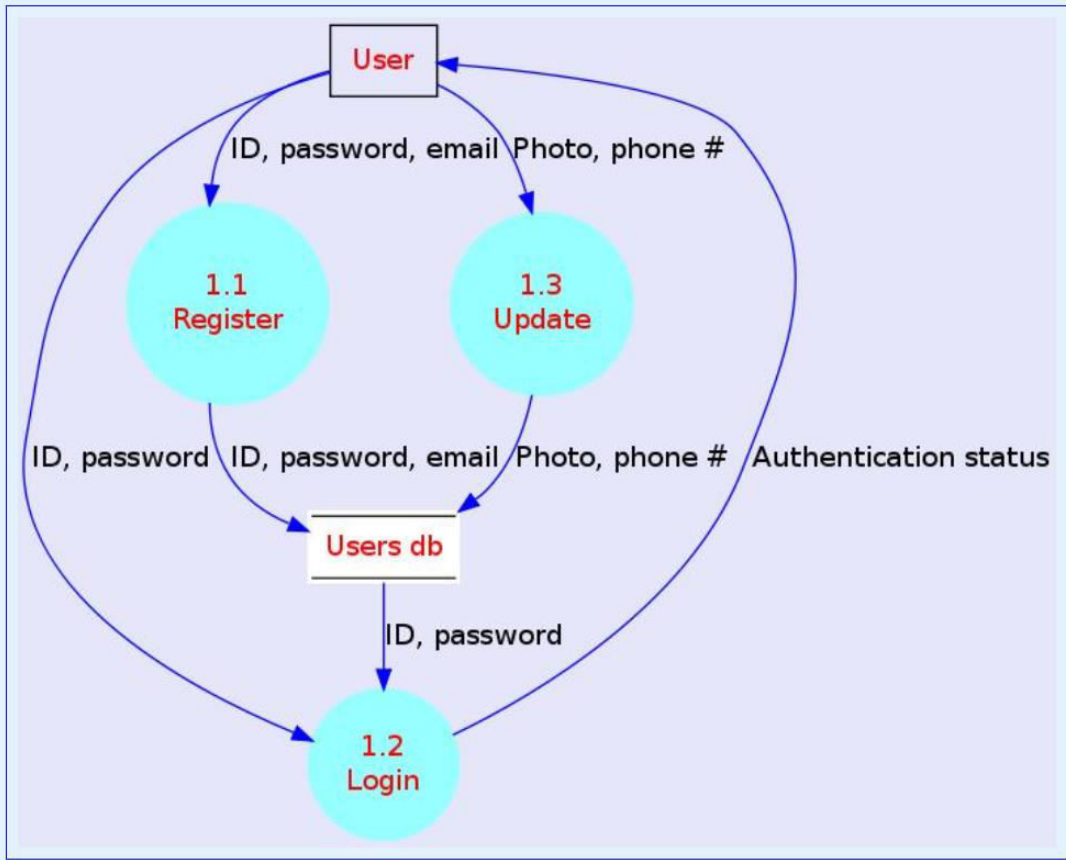 User
ID, password, email
Photo, phone #
1.1
Register
1.3
Update
ID, password
ID, password, email
Photo, phone #
Authentication status
Users db
ID, password
1.2
Login